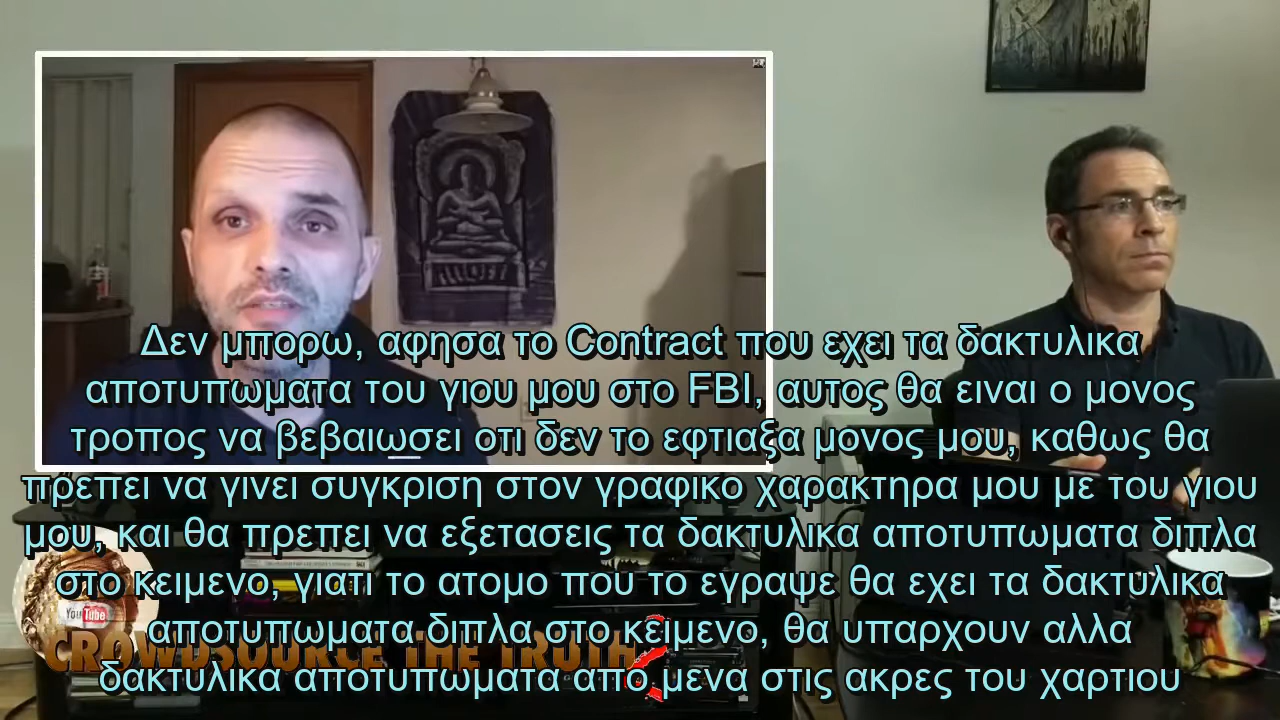 Δεν μπορω, αφησα το Contract που εχει τα δακτυλικα
αποτυπωματα του γιου μου στο FBI, αυτος θα ειναι ο μονος
τροπος να βεβαιωσει οτι δεν το εφτιαξα μονος μου, καθως θα
πρεπει να γινει συγκριση στον γραφικο χαρακτηρα μου με του γιου
μου, και θα πρεπει να εξετασεις τα δακτυλικα αποτυπωματα διπλα
στο κειμενο, γιατι το ατομο που το εγραψε θα εχει τα δακτυλικα
αποτυπωματα διπλα στο κειμενο, θα υπαρχουν αλλα
δακτυλικα αποτυπωματα απο μενα στις ακρες του χαρτιου
YouTube
CROWDSOURCE THE TRUTH